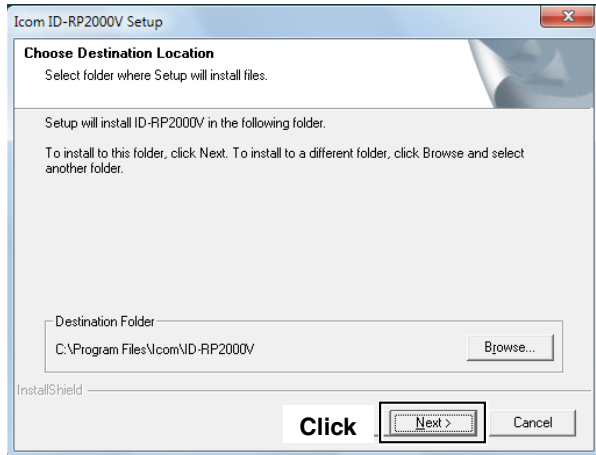 Icom ID-RP2000V Setup
Choose Destination Location
Select folder where Setup will install files.
Setup will install ID-RP2000V in the following folder.
To install to this folder, click Next. To install to a different folder, click Browse and select
another folder.
Destination Folder
C:\Program Files\Icom\ID-RP2000V
Browse...
InstallShield
Click
Next >
Cancel